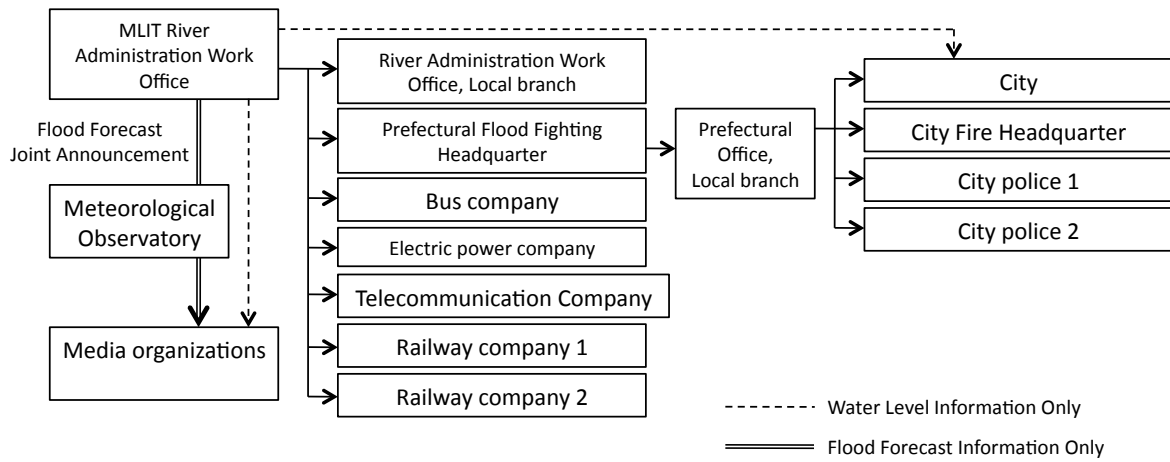 MLIT River
Administration Work
Office
Flood Forecast
Joint Announcement
Meteorological
Observatory
Media organizations
River Administration Work
Office, Local branch
Prefectural Flood Fighting
Headquarter
Bus company
Electric power company
Telecommunication Company
Railway company 1
Railway company 2
Prefectural
Office,
Local branch
City
City Fire Headquarter
City police 1
City police 2
Water Level Information Only
Flood Forecast Information Only